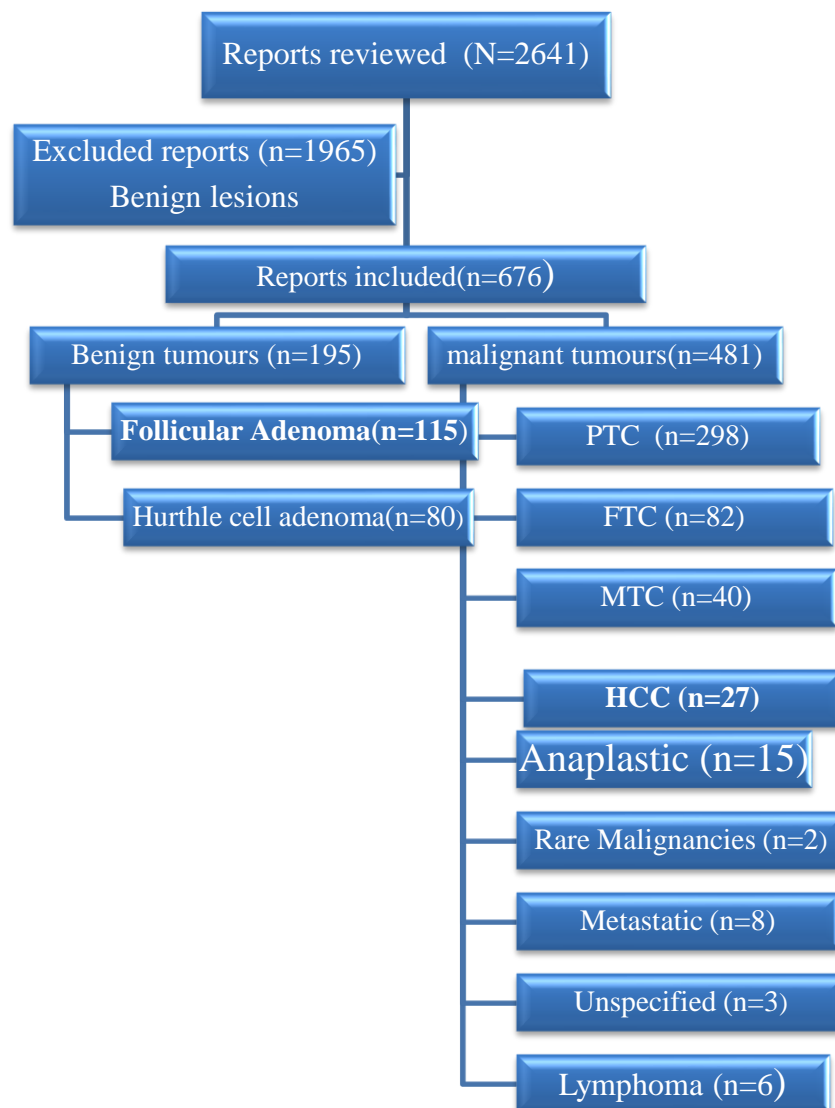 Reports reviewed  (N=2641)
Excluded reports (n=1965)
Benign lesions
Reports included(n=676)
Benign tumours (n=195)
malignant tumours(n=481)
Follicular Adenoma(n=115)
Hurthle cell adenoma(n=80)
PTC  (n=298)
FTC (n=82)
MTC (n=40)
HCC (n=27)
Anaplastic (n=15)
Rare Malignancies (n=2)
Metastatic (n=8)
Unspecified (n=3)
Lymphoma (n=6)